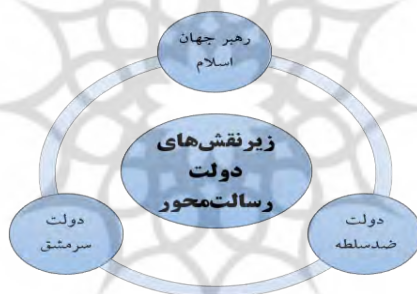 رهبر جهان
اسلام
زیرنقش‌های
دولت
رسالت‌محور
دولت
ضدسلطه
دولت
سرمشق